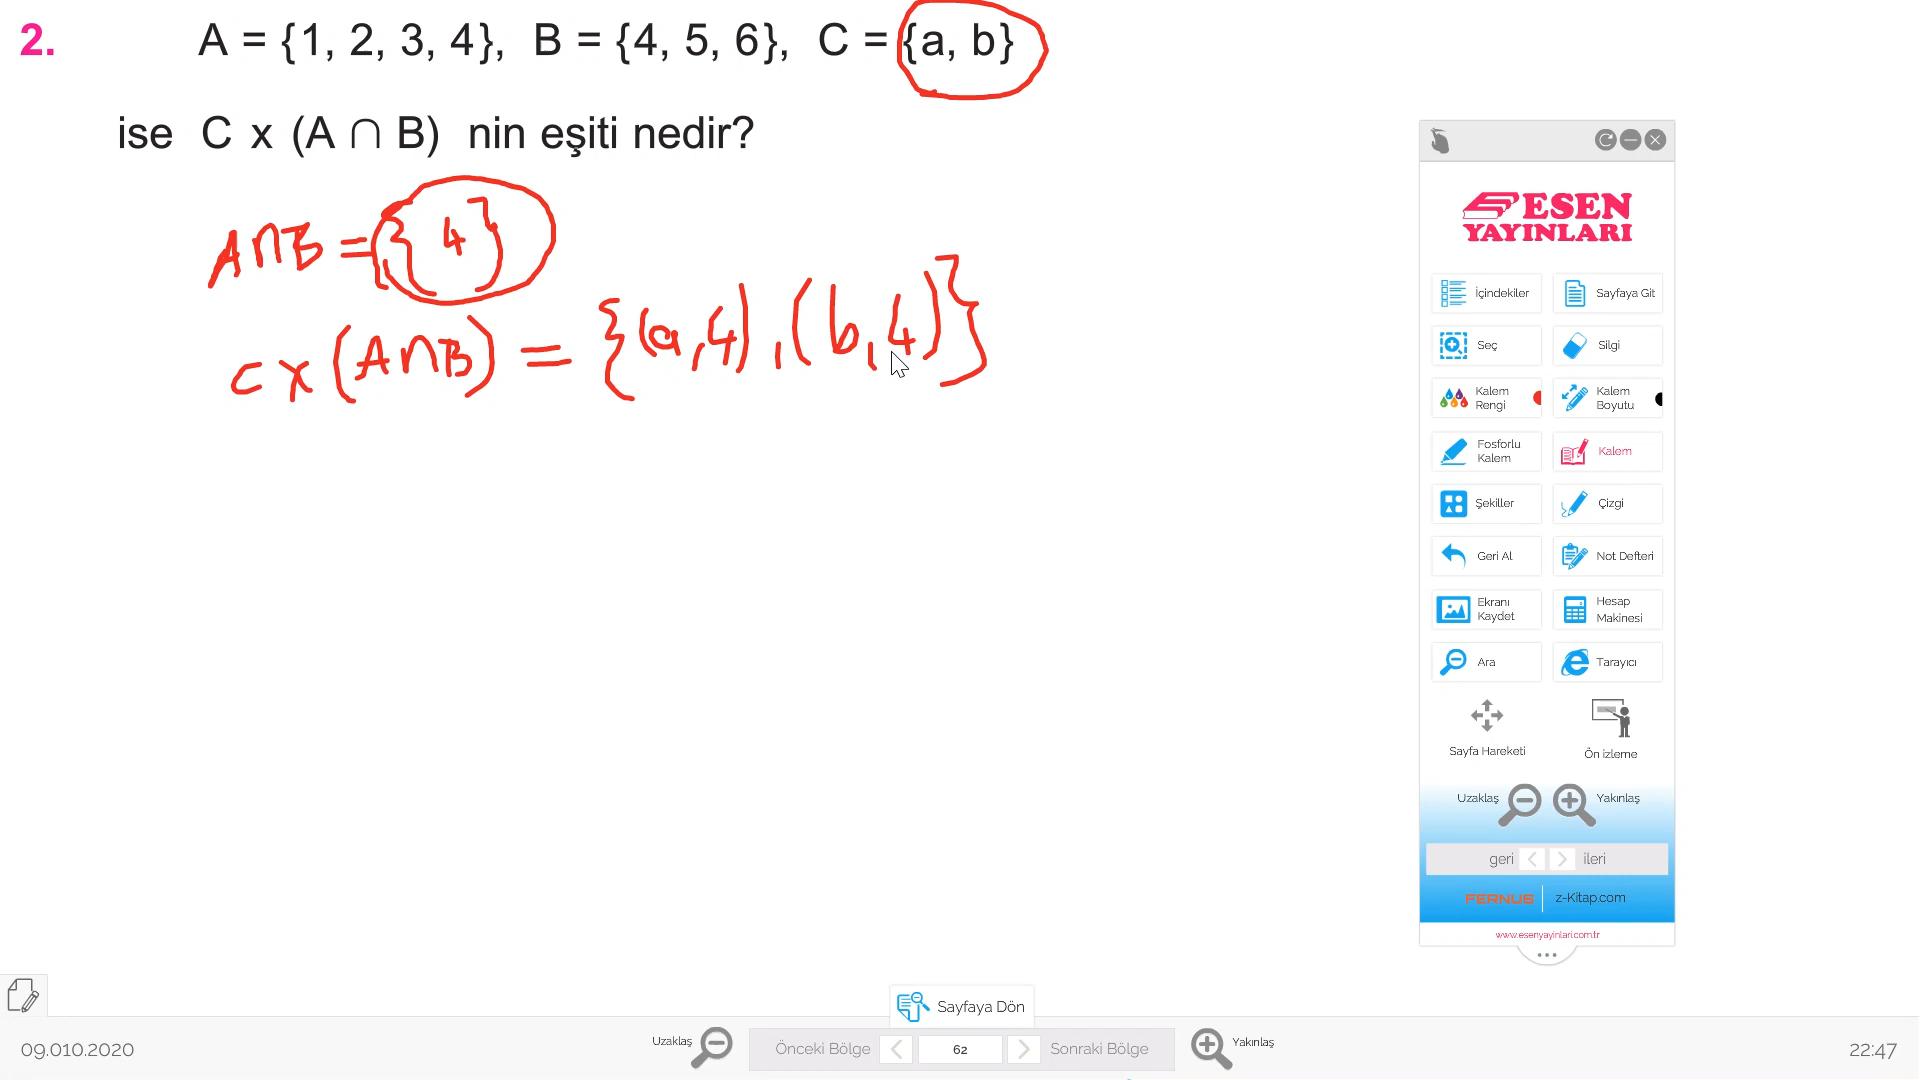 2. A = {1, 2, 3, 4}, B = {4, 5, 6}, C = {a, b}
ise C x (A ∩ B) nin eşiti nedir?
A∩B = { 4 }
C x (A∩B) = {(a,4),(b,4)}
ESEN
YAYINLARI
İçindekiler
Sayfaya Git
Seç
Silgi
Kalem
Rengi
Kalem
Boyutu
Fosforlu
Kalem
Kalem
Şekiller
Çizgi
Geri Al
Not Defteri
Ekranı
Kaydet
Hesap
Makinesi
Ara
Tarayıcı
Sayfa Hareketi
Ön izleme
Uzaklaş
Yakınlaş
geri
ileri
FERNUS
z-Kitap.com
www.esenyayinlari.com.tr
Sayfaya Dön
09.010.2020
Uzaklaş
Önceki Bölge
62
Sonraki Bölge
Yakınlaş
22:47